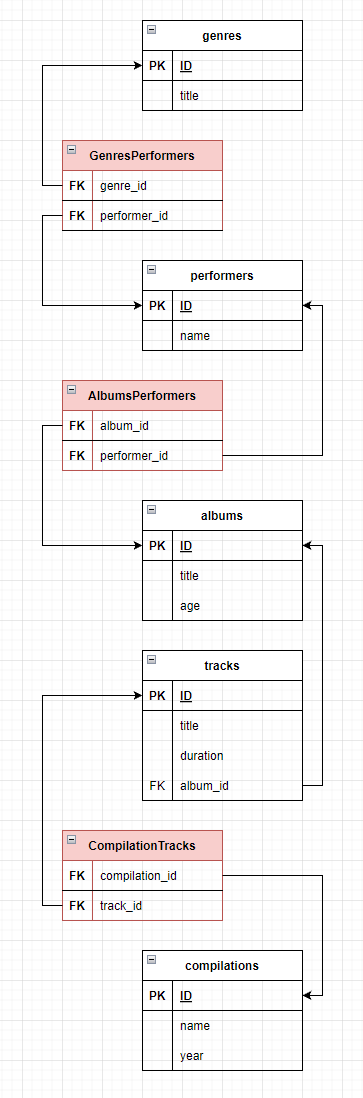 genres
PK ID
title
GenresPerformers
FK genre_id
FK performer_id
performers
PK ID
name
AlbumsPerformers
FK album_id
FK performer_id
albums
PK ID
title
age
tracks
PK ID
title
duration
FK album_id
CompilationTracks
FK compilation_id
FK track_id
compilations
PK ID
name
year